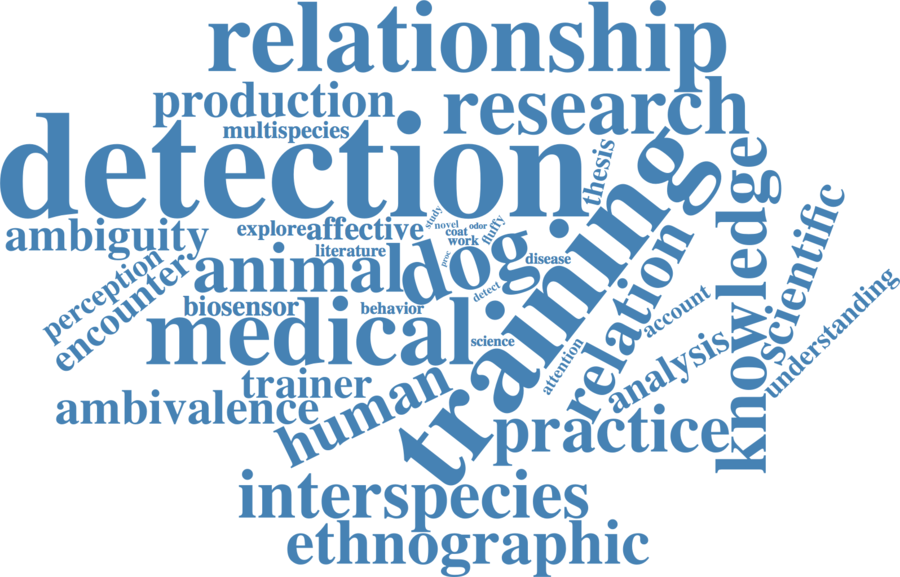 relationship
production
research
multispecies
detection
thesis
training
knowledge
ambiguity
explore
affective
study
novel
odor
coat
work
fluffy
scientific
literature
perception
encounter
animal
dog
proc
disease
relation
detect
biosensor
behavior
medical
science
account
understanding
attention
analysis
trainer
human
ambivalence
practice
interspecies
ethnographic